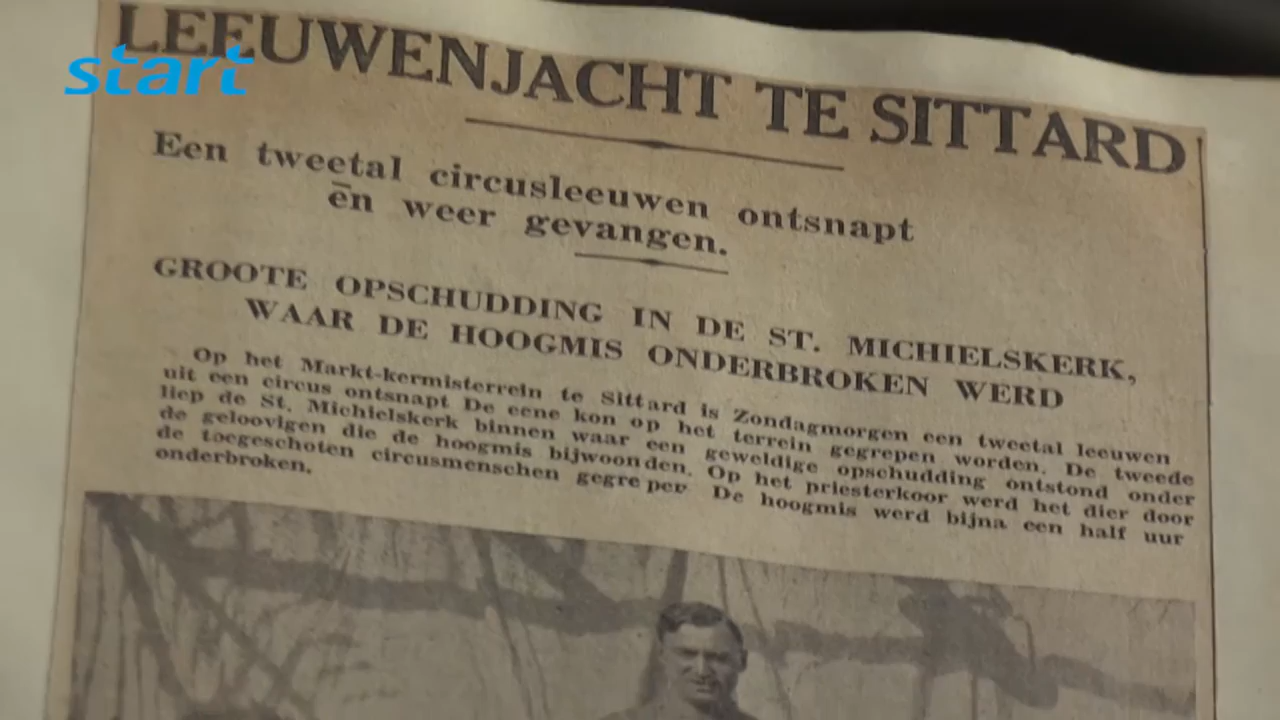 LEEUWENJACHT TE SITTARD
start
Een tweetal circusleeuwen ontsnapt
ēn weer gevangen.
GROOTE OPSCHUDDING IN DE ST. MICHIELSKERK,
WAAR DE HOOGMIS ONDERBROKEN WERD
Op het Markt-kermisterrein te Sittard is Zondagmorgen een tweetal leeuwen
uit een circus ontsnapt De eene kon op het terrein gegrepen worden. De tweede
liep de St. Michielskerk binnen waar een geweldige opschudding ontstond onder
de geloovigen die de hoogmis bijwoonden. Op het priesterkoor werd het dier door
de toegeschoten circusmenschen gegrepen De hoogmis werd bijna een half uur
onderbroken.